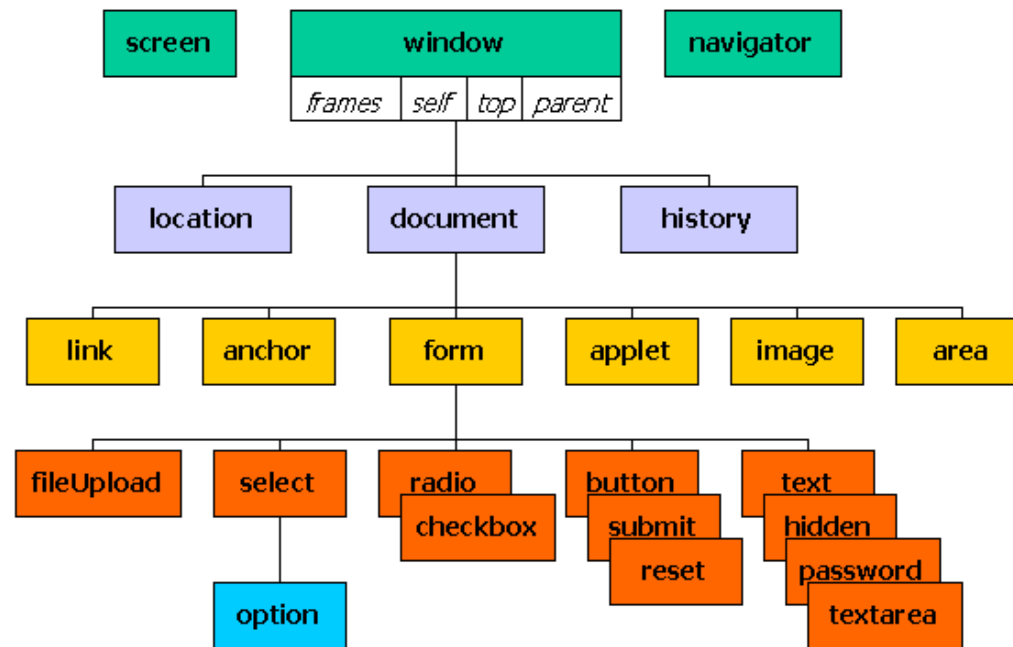 screen window navigator
frames self top parent
location document history
link anchor form applet image area
fileUpload select radio button text
checkbox submit hidden
reset password
option textarea